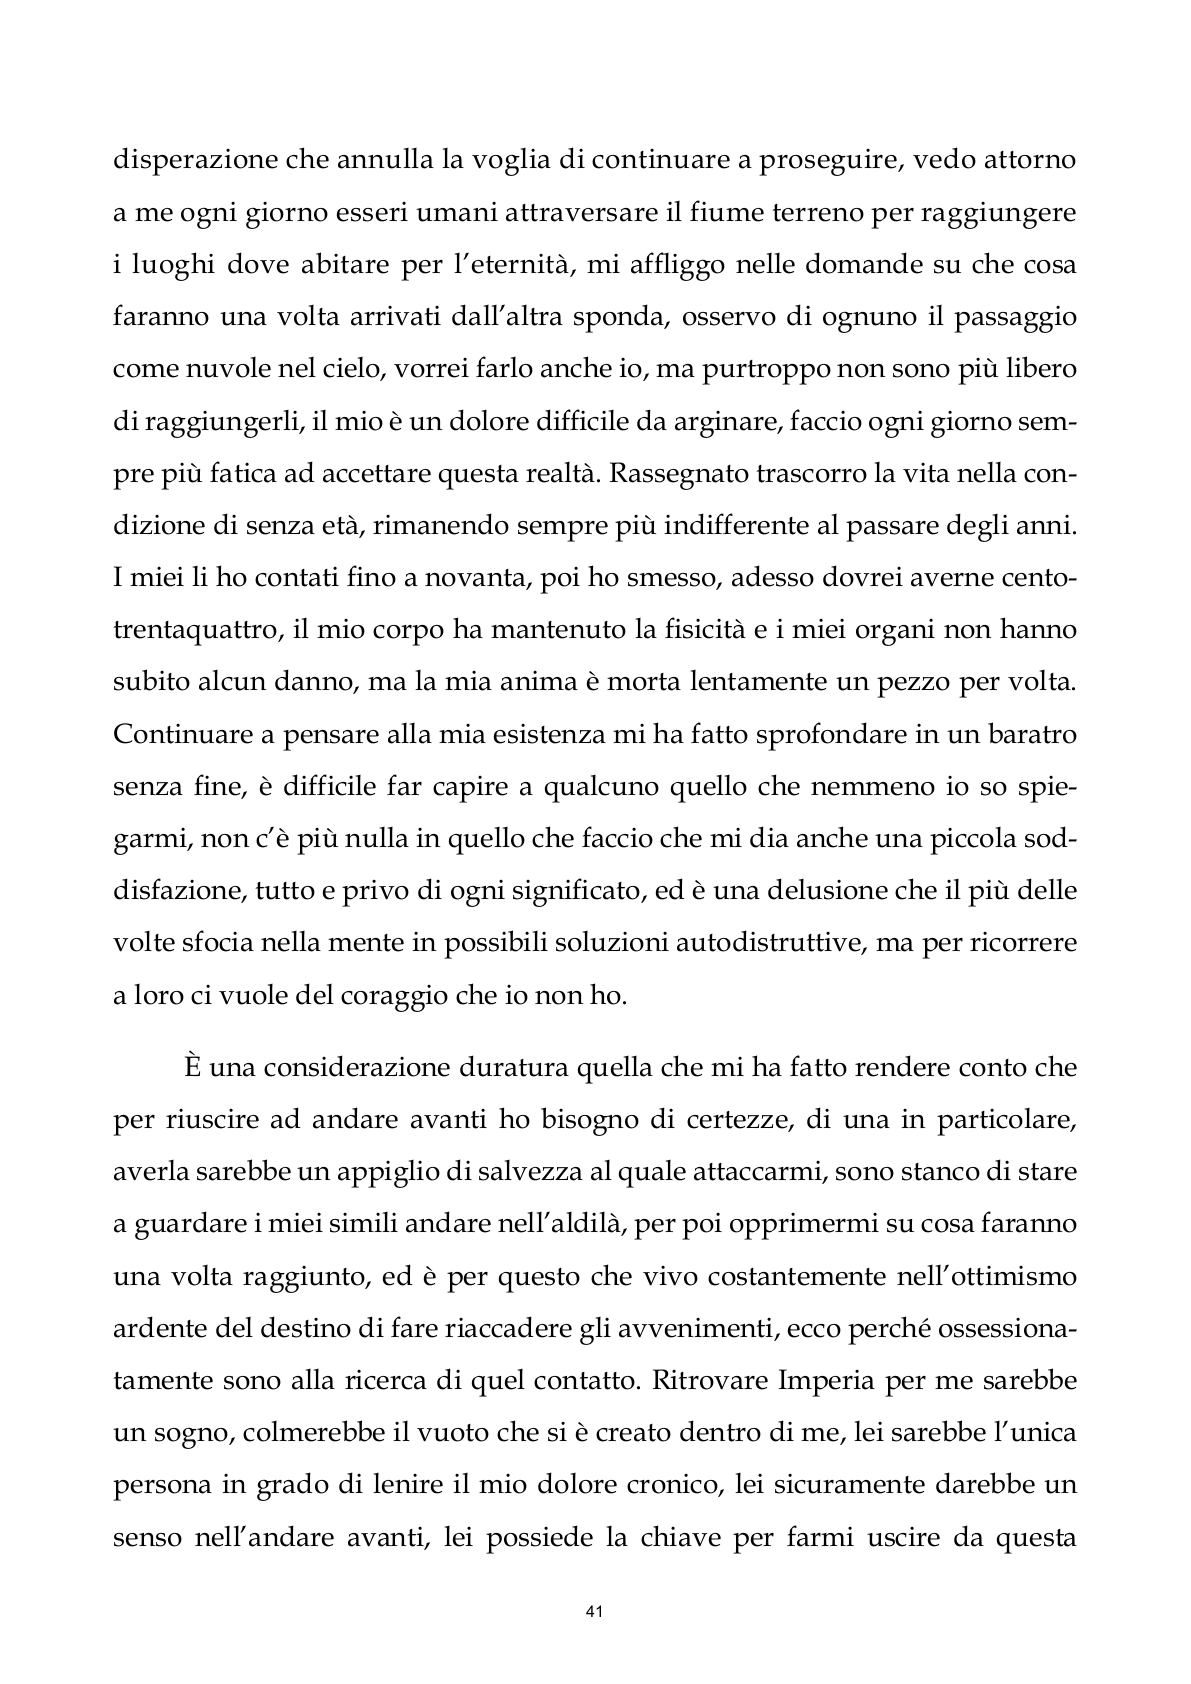 disperazione che annulla la voglia di continuare a proseguire, vedo attorno
a me ogni giorno esseri umani attraversare il fiume terreno per raggiungere
i luoghi dove abitare per l’eternità, mi affliggo nelle domande su che cosa
faranno una volta arrivati dall’altra sponda, osservo di ognuno il passaggio
come nuvole nel cielo, vorrei farlo anche io, ma purtroppo non sono più libero
di raggiungerli, il mio è un dolore difficile da arginare, faccio ogni giorno sem-
pre più fatica ad accettare questa realtà. Rassegnato trascorro la vita nella con-
dizione di senza età, rimanendo sempre più indifferente al passare degli anni.
I miei li ho contati fino a novanta, poi ho smesso, adesso dovrei averne cento-
trentaquattro, il mio corpo ha mantenuto la fisicità e i miei organi non hanno
subito alcun danno, ma la mia anima è morta lentamente un pezzo per volta.
Continuare a pensare alla mia esistenza mi ha fatto sprofondare in un baratro
senza fine, è difficile far capire a qualcuno quello che nemmeno io so spie-
garmi, non c’è più nulla in quello che faccio che mi dia anche una piccola sod-
disfazione, tutto e privo di ogni significato, ed è una delusione che il più delle
volte sfocia nella mente in possibili soluzioni autodistruttive, ma per ricorrere
a loro ci vuole del coraggio che io non ho.
È una considerazione duratura quella che mi ha fatto rendere conto che
per riuscire ad andare avanti ho bisogno di certezze, di una in particolare,
averla sarebbe un appiglio di salvezza al quale attaccarmi, sono stanco di stare
a guardare i miei simili andare nell’aldilà, per poi opprimermi su cosa faranno
una volta raggiunto, ed è per questo che vivo costantemente nell’ottimismo
ardente del destino di fare riaccadere gli avvenimenti, ecco perché ossessiona-
tamente sono alla ricerca di quel contatto. Ritrovare Imperia per me sarebbe
un sogno, colmerebbe il vuoto che si è creato dentro di me, lei sarebbe l’unica
persona in grado di lenire il mio dolore cronico, lei sicuramente darebbe un
senso nell’andare avanti, lei possiede la chiave per farmi uscire da questa
41